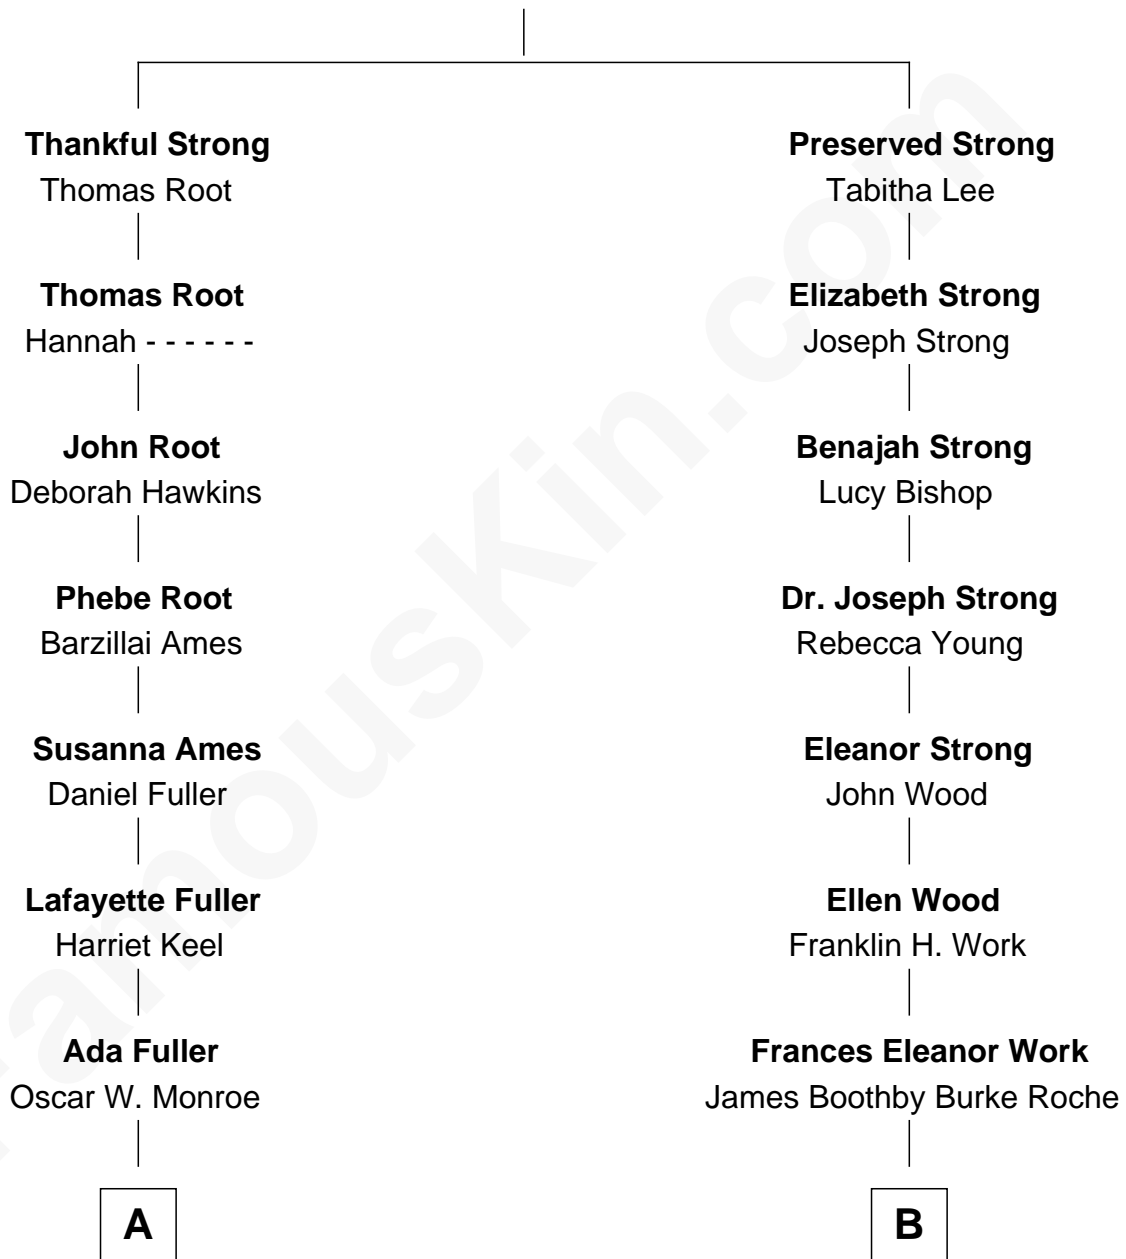 Thankful Strong
Thomas Root
Thomas Root
Hannah - - - - - -
John Root
Deborah Hawkins
Phebe Root
Barzillai Ames
Susanna Ames
Daniel Fuller
Lafayette Fuller
Harriet Keel
Ada Fuller
Oscar W. Monroe
A
Preserved Strong
Tabitha Lee
Elizabeth Strong
Joseph Strong
Benajah Strong
Lucy Bishop
Dr. Joseph Strong
Rebecca Young
Eleanor Strong
John Wood
Ellen Wood
Franklin H. Work
Frances Eleanor Work
James Boothby Burke Roche
B
FamousKin.com